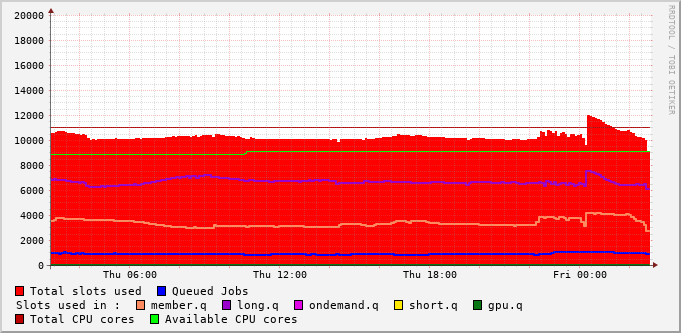 RRDTOOL / TOBI OETIKER
20000
18000
16000
14000
12000
10000
8000
6000
4000
2000
0
Thu 06:00 Thu 12:00 Thu 18:00 Fri 00:00
Total slots used Queued Jobs
Slots used in : member.q long.q ondemand.q short.q gpu.q
Total CPU cores Available CPU cores